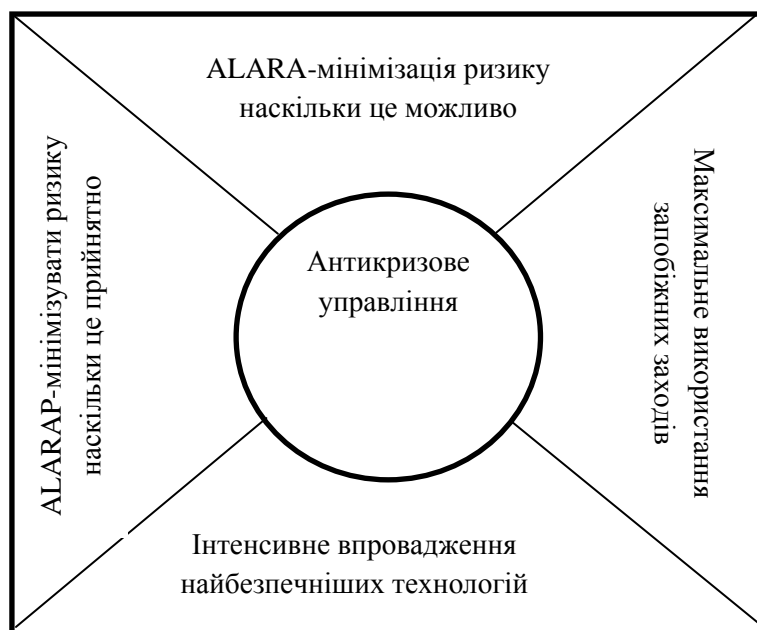 ALARA-мінімізація ризику
наскільки це можливо
ALARAP-мінімізувати ризику
наскільки це прийнятно
Антикризове
управління
Максимальне використання
запобіжних заходів
Інтенсивне впровадження
найбезпечніших технологій